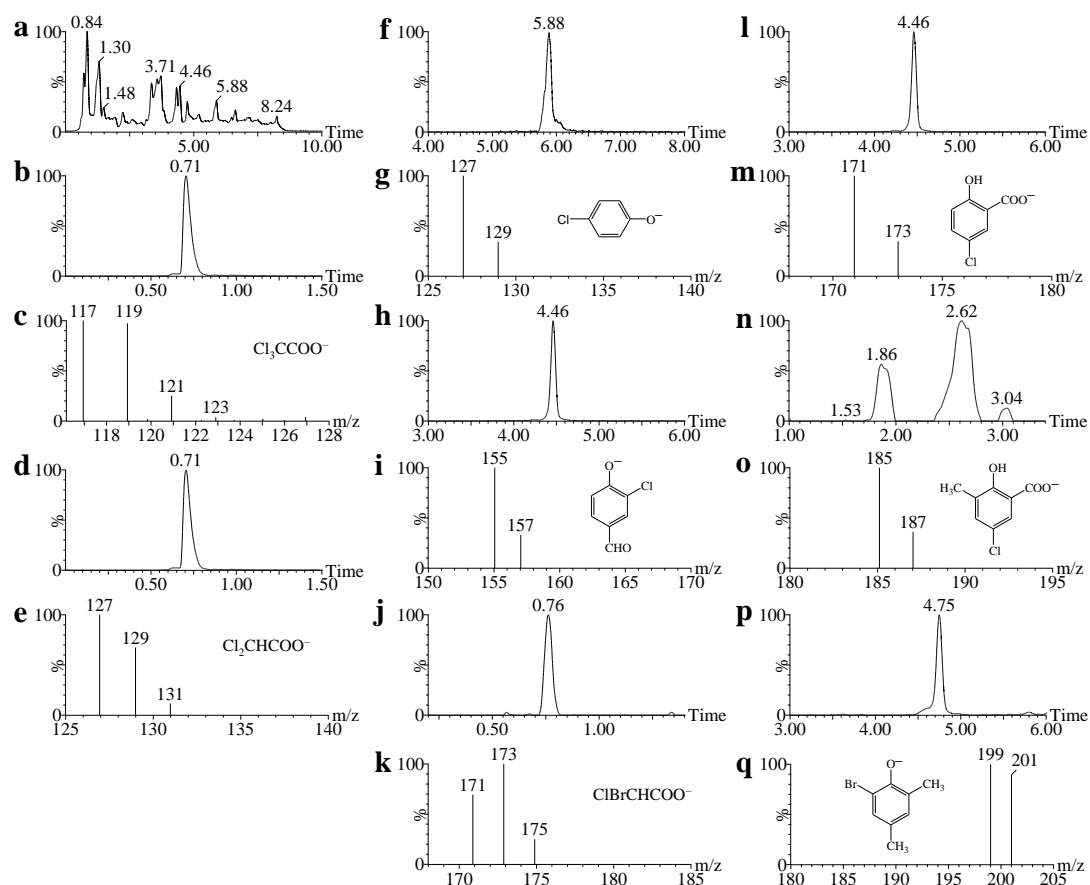 a
100
%
0
0.84
1.30
1.48
3.71
4.46
5.88
8.24
Time
5.00
10.00
b
100
%
0
0.71
Time
0.50
1.00
1.50
c
100
%
0
117
119
121
123
Cl₃CCOO⁻
m/z
118
120
122
124
126
128
d
100
%
0
0.71
Time
0.50
1.00
1.50
e
100
%
0
127
129
131
Cl₂CHCOO⁻
m/z
125
130
135
140
f
100
%
0
5.88
Time
4.00
5.00
6.00
7.00
8.00
g
100
%
0
127
129
Cl
O⁻
m/z
125
130
135
140
h
100
%
0
4.46
Time
3.00
4.00
5.00
6.00
i
100
%
0
155
157
O⁻
Cl
CHO
m/z
150
155
160
165
170
j
100
%
0
0.76
Time
0.50
1.00
k
100
%
0
171
173
175
ClBrCHCOO⁻
m/z
170
175
180
185
l
100
%
0
4.46
Time
3.00
4.00
5.00
6.00
m
100
%
0
171
173
OH
COO⁻
Cl
m/z
170
175
180
n
100
%
0
1.53
1.86
2.62
3.04
Time
1.00
2.00
3.00
o
100
%
0
185
187
OH
H₃C
COO⁻
Cl
m/z
180
185
190
195
p
100
%
0
4.75
Time
3.00
4.00
5.00
6.00
q
100
%
0
199
201
O⁻
Br
CH₃
CH₃
m/z
180
185
190
195
200
205